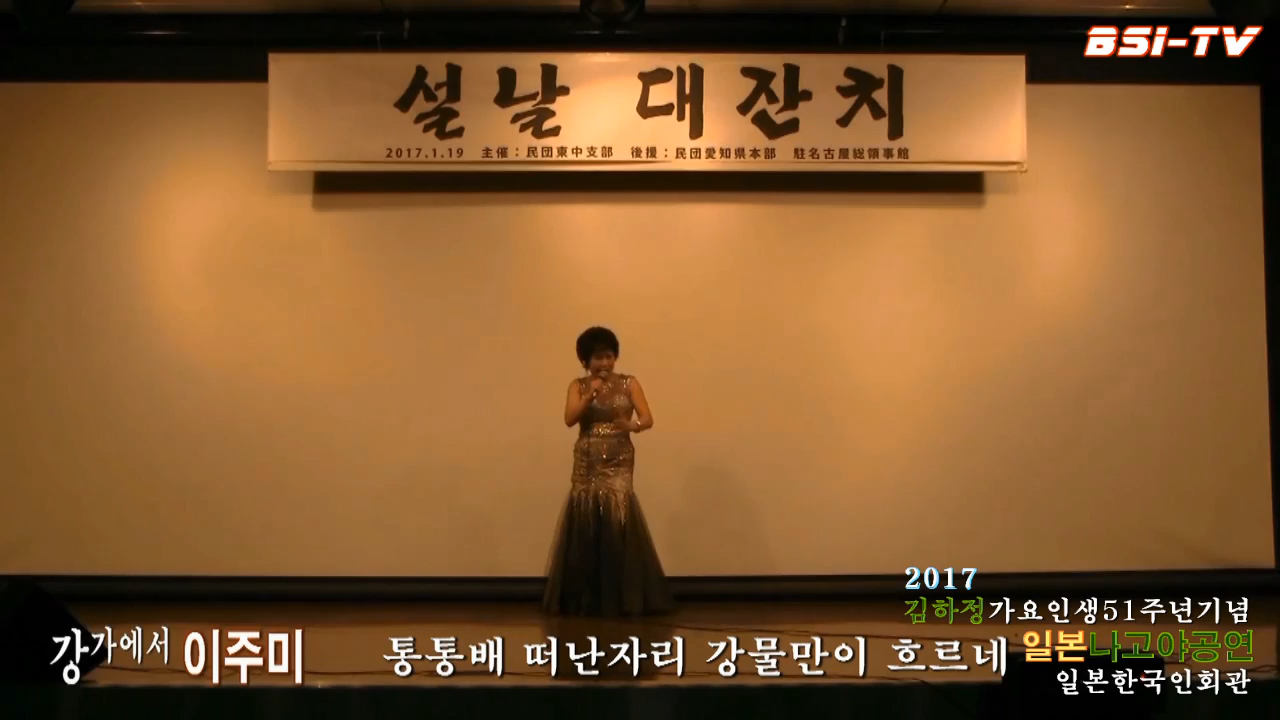 BSi-TV
설날 대잔치
2017.1.19 主催：民団東中支部 後援：民団愛知県本部 駐名古屋総領事館
2017
김하정가요인생51주년기념
일본나고야공연
일본한국인회관
강가에서 이주미 통통배 떠난자리 강물만이 흐르네